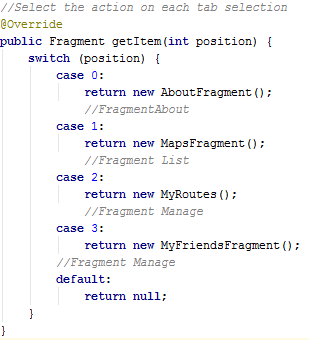 //Select the action on each tab selection
@Override
public Fragment getItem(int position) {
switch (position) {
case 0:
return new AboutFragment();
//FragmentAbout
case 1:
return new MapsFragment();
//Fragment List
case 2:
return new MyRoutes();
//Fragment Manage
case 3:
return new MyFriendsFragment();
//Fragment Manage
default:
return null;
}
}